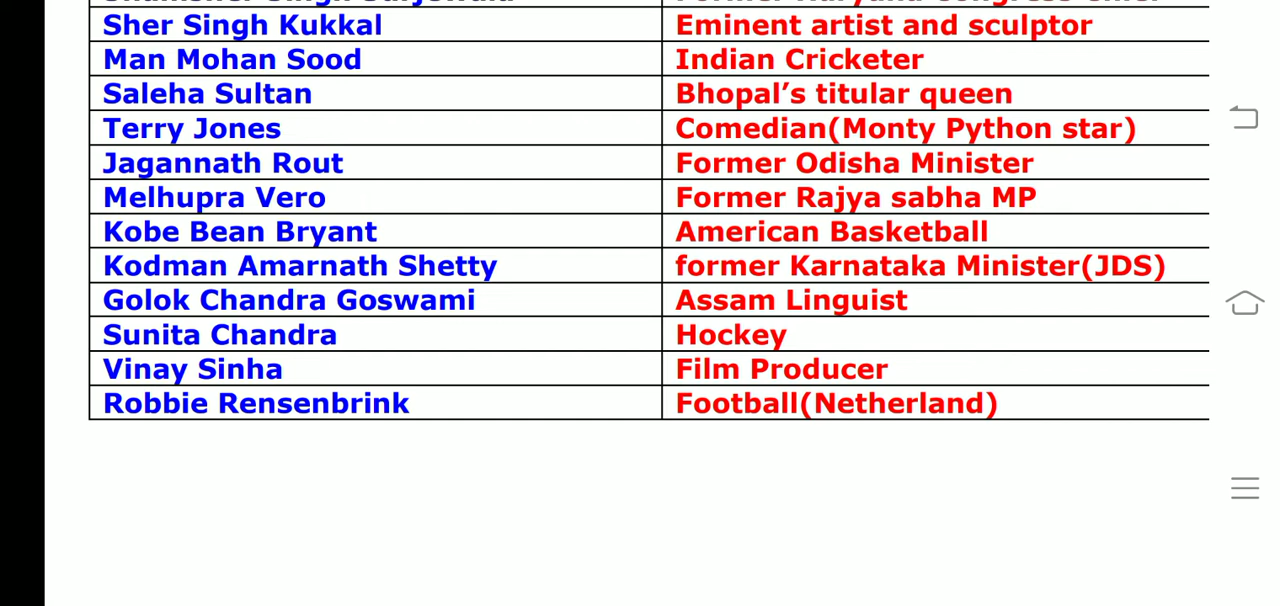 Sher Singh Kukkal Eminent artist and sculptor
Man Mohan Sood Indian Cricketer
Saleha Sultan Bhopal’s titular queen
Terry Jones Comedian(Monty Python star)
Jagannath Rout Former Odisha Minister
Melhupra Vero Former Rajya sabha MP
Kobe Bean Bryant American Basketball
Kodman Amarnath Shetty former Karnataka Minister(JDS)
Golok Chandra Goswami Assam Linguist
Sunita Chandra Hockey
Vinay Sinha Film Producer
Robbie Rensenbrink Football(Netherland)